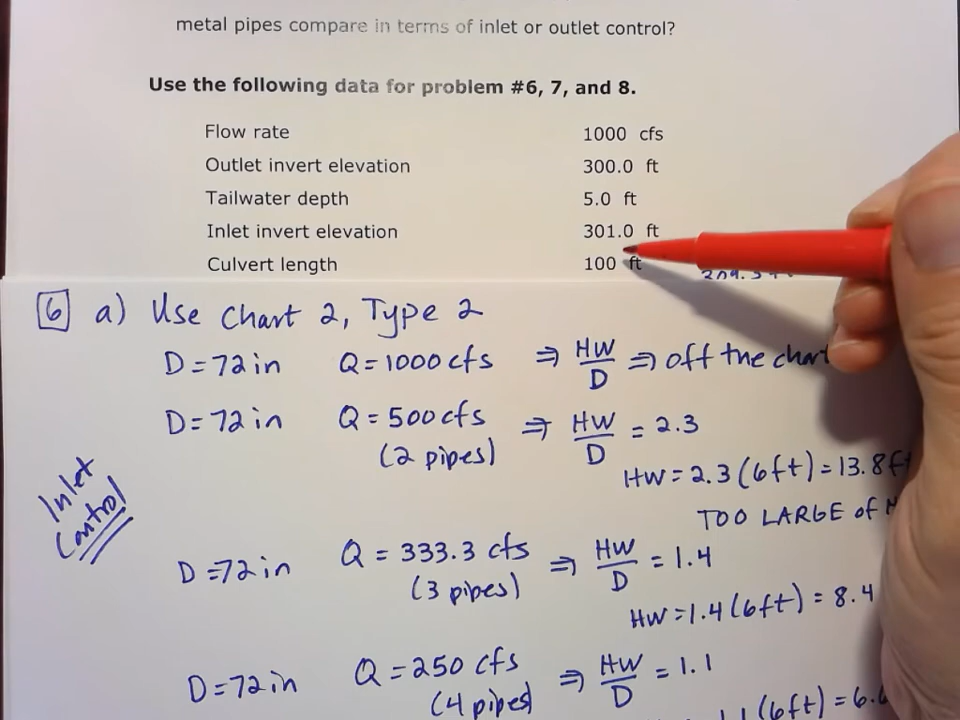 metal pipes compare in terms of inlet or outlet control?
Use the following data for problem #6, 7, and 8.
Flow rate 1000 cfs
Outlet invert elevation 300.0 ft
Tailwater depth 5.0 ft
Inlet invert elevation 301.0 ft
Culvert length 100 ft
6 a) Use Chart 2, Type 2
D = 72 in Q = 1000 cfs ⇒ HW/D ⇒ off the chart
D = 72 in Q = 500 cfs (2 pipes) ⇒ HW/D = 2.3
HW = 2.3 (6ft) = 13.8 ft
TOO LARGE of
Inlet Control
D = 72 in Q = 333.3 cfs (3 pipes) ⇒ HW/D = 1.4
HW = 1.4 (6ft) = 8.4
D = 72 in Q = 250 cfs (4 pipes) ⇒ HW/D = 1.1
(6ft) = 6.6